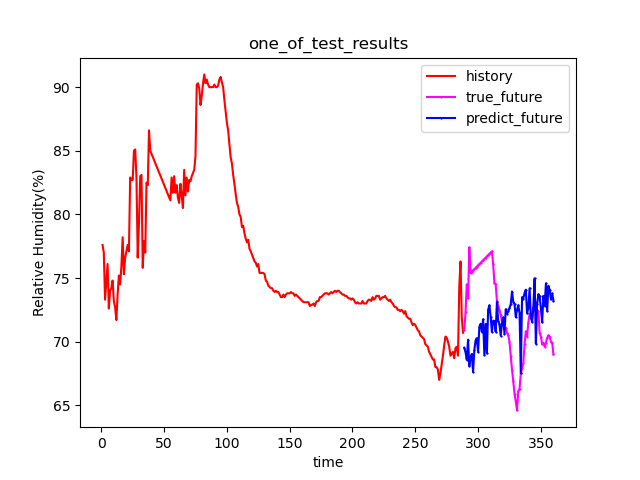 one_of_test_results
history
true_future
predict_future
Relative Humidity(%)
90
85
80
75
70
65
0 50 100 150 200 250 300 350
time